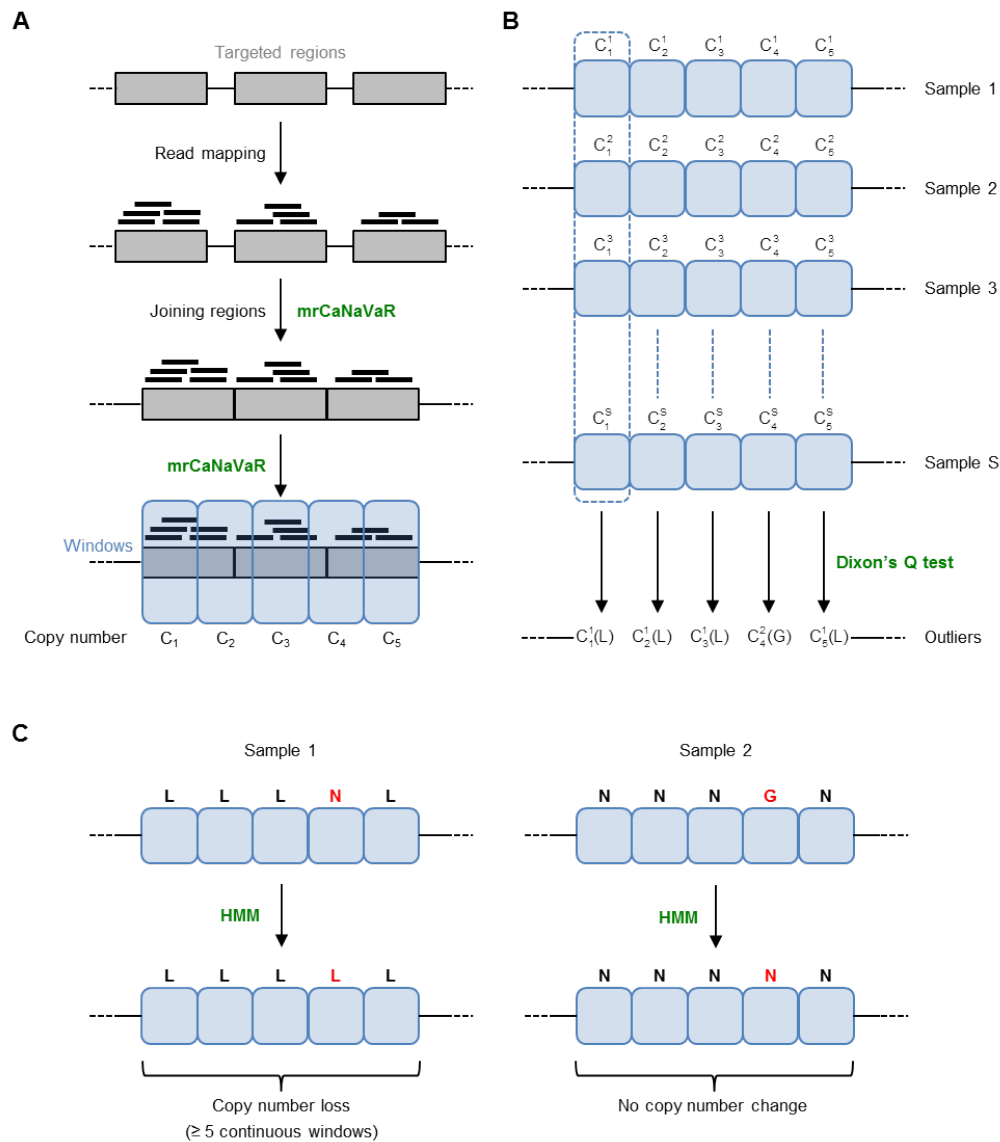 A
Targeted regions
Read mapping
Joining regions mrCaNaVaR
mrCaNaVaR
Windows
Copy number C₁ C₂ C₃ C₄ C₅
B
C₁¹ C₂¹ C₃¹ C₄¹ C₅¹
Sample 1
C₁² C₂² C₃² C₄² C₅²
Sample 2
C₁³ C₂³ C₃³ C₄³ C₅³
Sample 3
C₁ˢ C₂ˢ C₃ˢ C₄ˢ C₅ˢ
Sample S
Dixon's Q test
C₁¹(L) C₂¹(L) C₃¹(L) C₄²(G) C₅¹(L) Outliers
C
Sample 1
L L L N L
HMM
L L L L L
Copy number loss
(≥ 5 continuous windows)
Sample 2
N N N G N
HMM
N N N N N
No copy number change